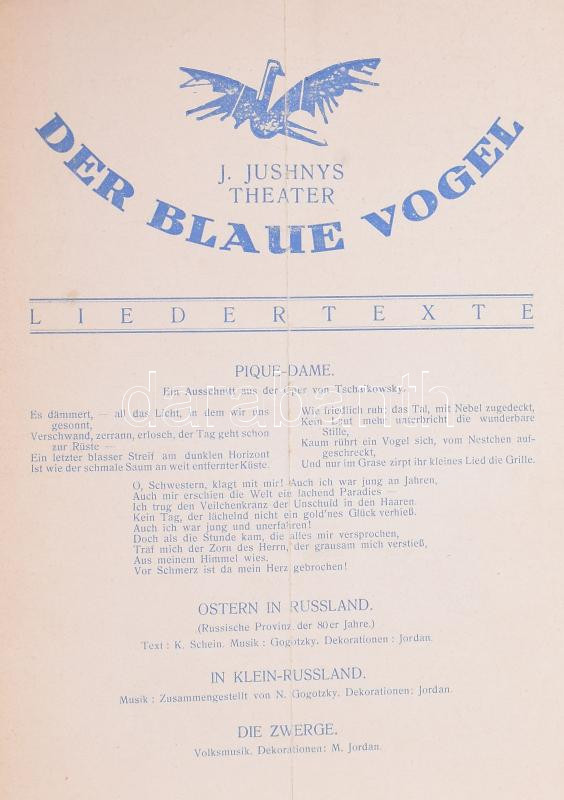 J. JUSHNYS
THEATER
DER BLAUE VOGEL
LIEDERTEXTE
PIQUE-DAME.
Ein Ausschnitt aus der Oper von Tschaikowsky.
Es dämmert, — all das Licht, in dem wir uns
gesonnt,
Verschwand, zerrann, erlosch, der Tag geht schon
zur Rüste —
Ein letzter blasser Streif am dunklen Horizont
Ist wie der schmale Saum an weit entfernter Küste.
Wie friedlich ruht das Tal, mit Nebel zugedeckt,
Kein Laut mehr unterbricht die wunderbare
Stille,
Kaum rührt ein Vogel sich, vom Nestchen auf-
geschreckt,
Und nur im Grase zirpt ihr kleines Lied die Grille.
O, Schwestern, klagt mit mir! Auch ich war jung an Jahren,
Auch mir erschien die Welt ein lachend Paradies —
Ich trug den Veilchenkranz der Unschuld in den Haaren.
Kein Tag, der lächelnd nicht ein gold'nes Glück verhieß.
Auch ich war jung und unerfahren!
Doch als die Stunde kam, die alles mir versprochen,
Traf mich der Zorn des Herrn, der grausam mich verstieß,
Aus meinem Himmel wies.
Vor Schmerz ist da mein Herz gebrochen!
OSTERN IN RUSSLAND.
(Russische Provinz der 80er Jahre.)
Text: K. Schein. Musik: Gogotzky. Dekorationen: Jordan.
IN KLEIN-RUSSLAND.
Musik: Zusammengestellt von N. Gogotzky. Dekorationen: Jordan.
DIE ZWERGE.
Volksmusik. Dekorationen: M. Jordan.
darabanth